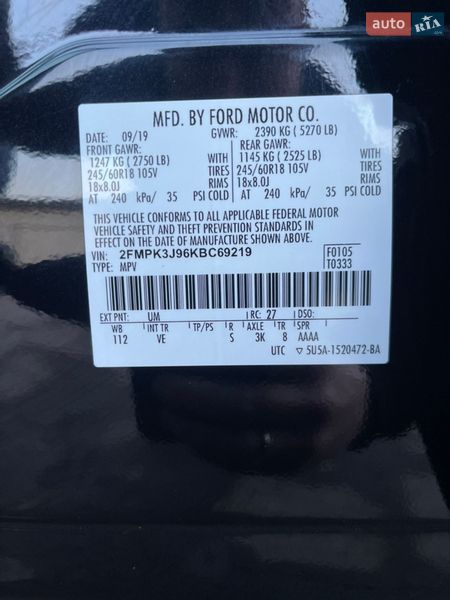 auto RIA
.com
MFD. BY FORD MOTOR CO.
DATE: 09/19 GVWR: 2390 KG ( 5270 LB)
FRONT GAWR: REAR GAWR:
1247 KG ( 2750 LB) WITH 1145 KG ( 2525 LB) WITH
245/60R18 105V TIRES 245/60R18 105V TIRES
18x8.0J RIMS 18x8.0J RIMS
AT 240 kPa/ 35 PSI COLD AT 240 kPa/ 35 PSI COLD
THIS VEHICLE CONFORMS TO ALL APPLICABLE FEDERAL MOTOR
VEHICLE SAFETY AND THEFT PREVENTION STANDARDS IN
EFFECT ON THE DATE OF MANUFACTURE SHOWN ABOVE.
VIN: 2FMPK3J96KBC69219 F0105
TYPE: MPV T0333
EXT PNT: UM RC: 27 DSO:
WB INT TR TP/PS R AXLE TR SPR
112 VE S 3K 8 AAAA
UTC ▽ 5U5A-1520472-BA